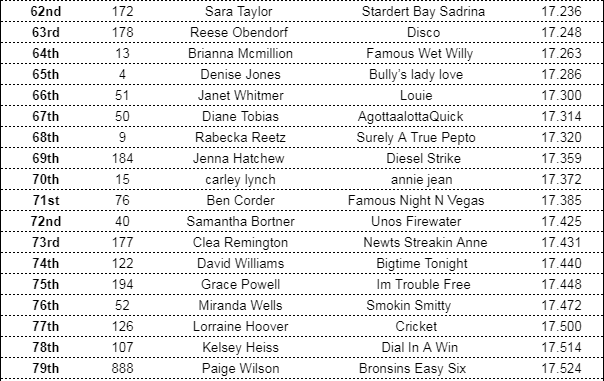 62nd 172 Sara Taylor Stardert Bay Sadrina 17.236
63rd 178 Reese Obendorf Disco 17.248
64th 13 Brianna Mcmillion Famous Wet Willy 17.263
65th 4 Denise Jones Bully's lady love 17.286
66th 51 Janet Whitmer Louie 17.300
67th 50 Diane Tobias AgottaalottaQuick 17.314
68th 9 Rabecka Reetz Surely A True Pepto 17.320
69th 184 Jenna Hatchew Diesel Strike 17.359
70th 15 carley lynch annie jean 17.372
71st 76 Ben Corder Famous Night N Vegas 17.385
72nd 40 Samantha Bortner Unos Firewater 17.425
73rd 177 Clea Remington Newts Streakin Anne 17.431
74th 122 David Williams Bigtime Tonight 17.440
75th 194 Grace Powell Im Trouble Free 17.448
76th 52 Miranda Wells Smokin Smitty 17.472
77th 126 Lorraine Hoover Cricket 17.500
78th 107 Kelsey Heiss Dial In A Win 17.514
79th 888 Paige Wilson Bronsins Easy Six 17.524